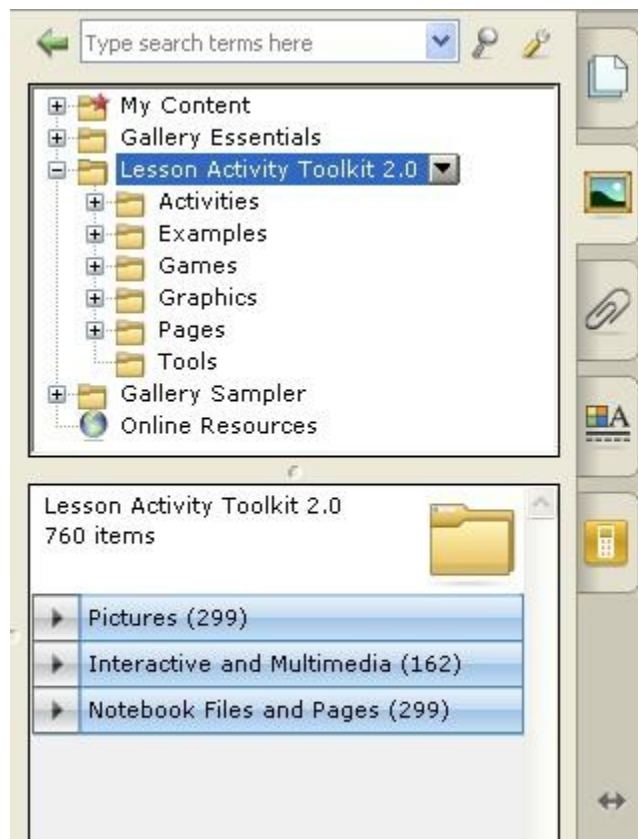 Type search terms here
My Content
Gallery Essentials
Lesson Activity Toolkit 2.0
Activities
Examples
Games
Graphics
Pages
Tools
Gallery Sampler
Online Resources
A
Lesson Activity Toolkit 2.0
760 items
Pictures (299)
Interactive and Multimedia (162)
Notebook Files and Pages (299)